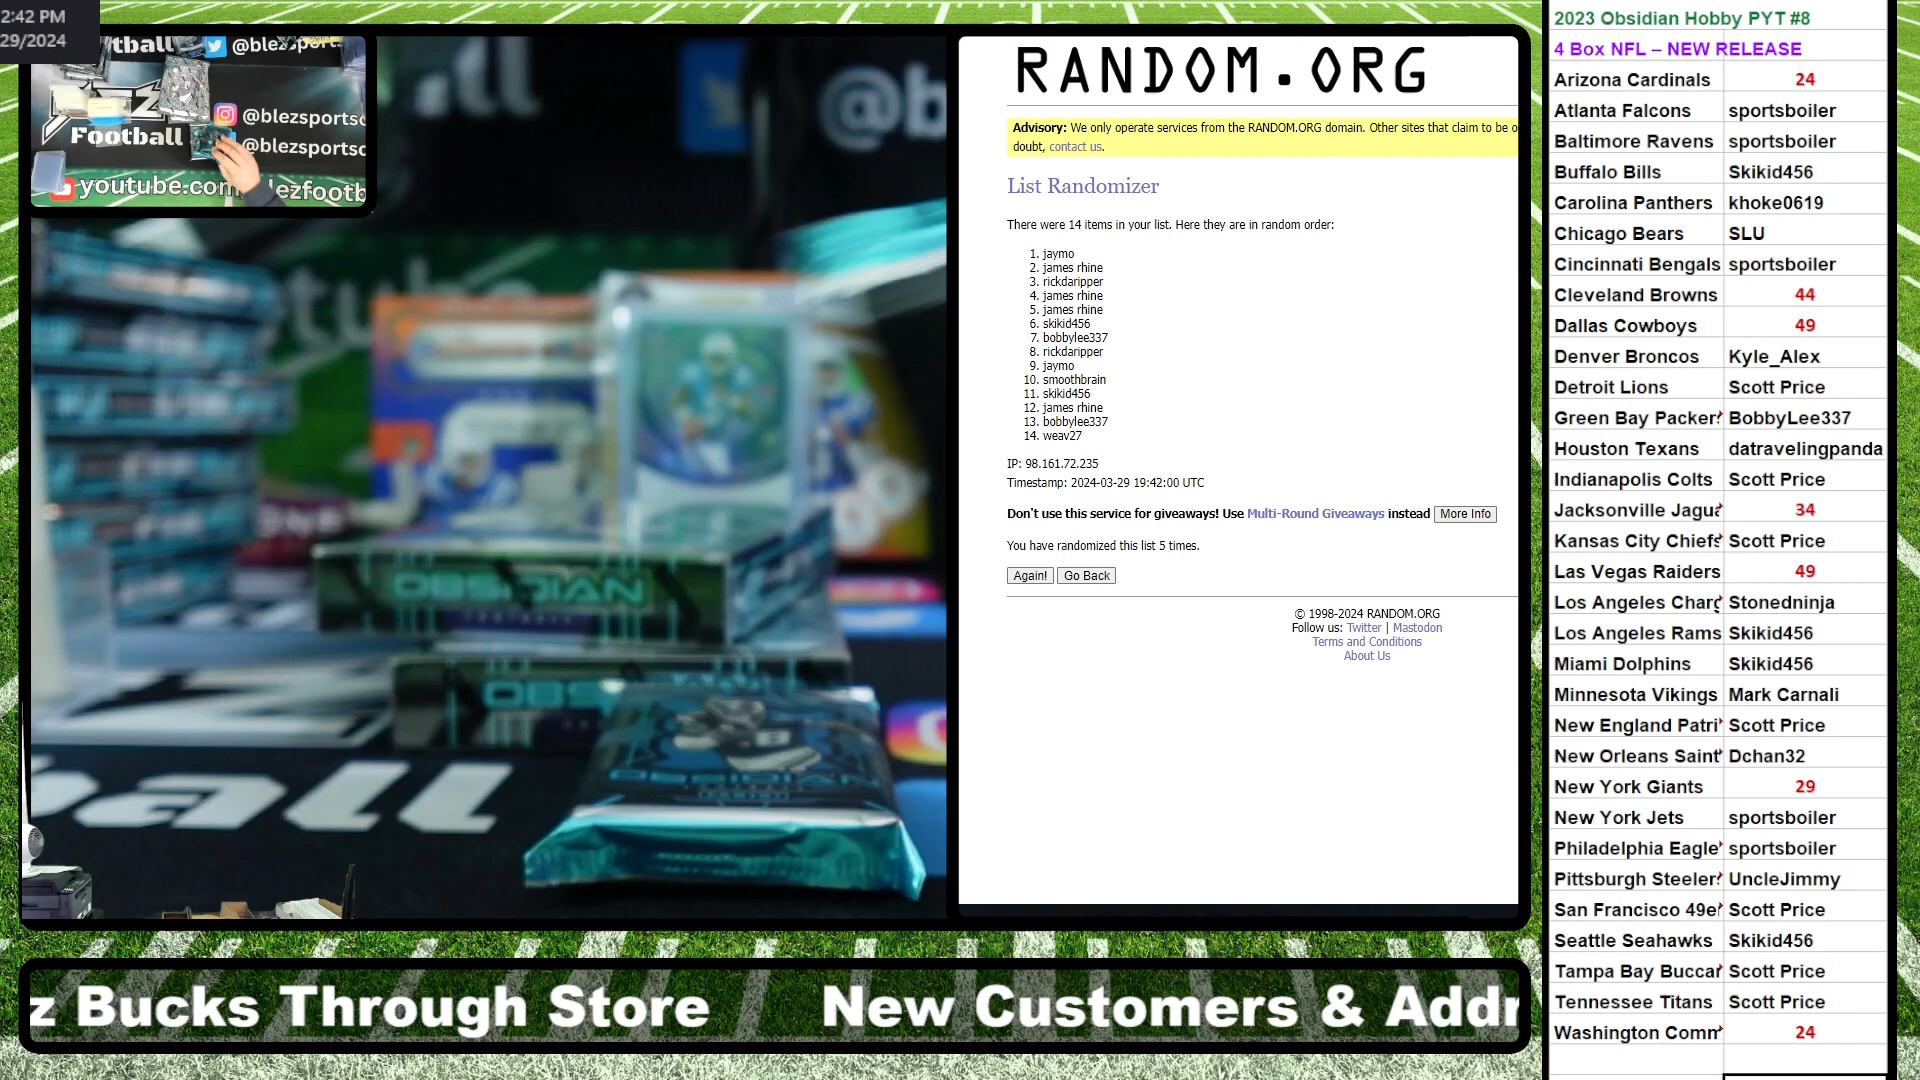 2:42 PM
29/2024
tball
@blezsport
@blezsports
Football
@blezsports
youtube.com
lezfootb
ball
OBSIDIAN
FOOTBALL
OBS
OBSIDIAN
RANDOM.ORG
Advisory: We only operate services from the RANDOM.ORG domain. Other sites that claim to be o
doubt, contact us.
List Randomizer
There were 14 items in your list. Here they are in random order:
1. jaymo
2. james rhine
3. rickdaripper
4. james rhine
5. james rhine
6. skikid456
7. bobbylee337
8. rickdaripper
9. jaymo
10. smoothbrain
11. skikid456
12. james rhine
13. bobbylee337
14. weav27
IP: 98.161.72.235
Timestamp: 2024-03-29 19:42:00 UTC
Don't use this service for giveaways! Use Multi-Round Giveaways instead More Info
You have randomized this list 5 times.
Again! Go Back
© 1998-2024 RANDOM.ORG
Follow us: Twitter | Mastodon
Terms and Conditions
About Us
2023 Obsidian Hobby PYT #8
4 Box NFL – NEW RELEASE
Arizona Cardinals 24
Atlanta Falcons sportsboiler
Baltimore Ravens sportsboiler
Buffalo Bills Skikid456
Carolina Panthers khoke0619
Chicago Bears SLU
Cincinnati Bengals sportsboiler
Cleveland Browns 44
Dallas Cowboys 49
Denver Broncos Kyle_Alex
Detroit Lions Scott Price
Green Bay Packer BobbyLee337
Houston Texans datravelingpanda
Indianapolis Colts Scott Price
Jacksonville Jagua 34
Kansas City Chiefs Scott Price
Las Vegas Raiders 49
Los Angeles Charg Stonedninja
Los Angeles Rams Skikid456
Miami Dolphins Skikid456
Minnesota Vikings Mark Carnali
New England Patri Scott Price
New Orleans Saint Dchan32
New York Giants 29
New York Jets sportsboiler
Philadelphia Eagle sportsboiler
Pittsburgh Steeler UncleJimmy
San Francisco 49er Scott Price
Seattle Seahawks Skikid456
Tampa Bay Buccar Scott Price
Tennessee Titans Scott Price
Washington Comm 24
z Bucks Through Store New Customers & Addr